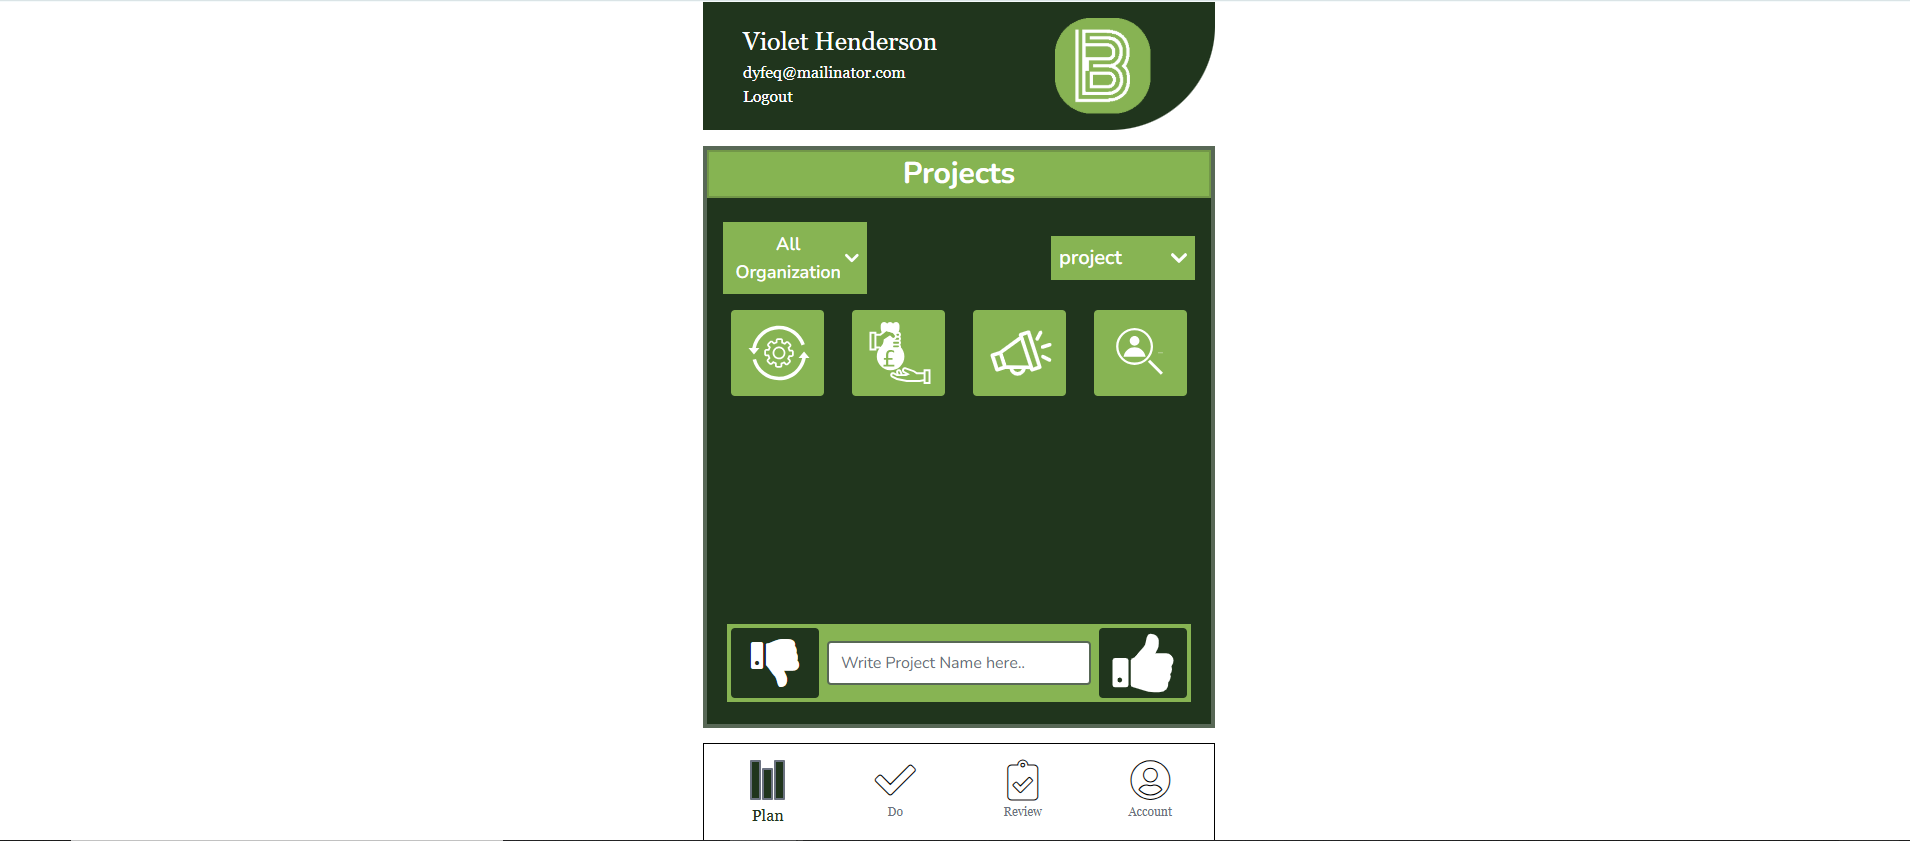 Violet Henderson
dyfeq@mailinator.com
Logout
B
Projects
All
Organization
project
£
Write Project Name here..
Plan
Do
Review
Account